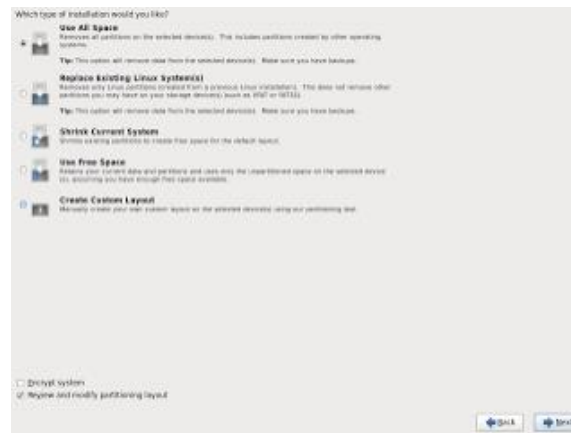 Which type of installation would you like?
Use All Space
Removes all partitions on the selected device(s). This includes partitions created by other operating
systems.
Tip: This option will remove data from the selected device(s). Make sure you have backups.
Replace Existing Linux System(s)
Removes only Linux partitions (created from a previous Linux installation). This does not remove other
partitions you may have on your storage device(s) (such as VFAT or FAT32).
Tip: This option will remove data from the selected device(s). Make sure you have backups.
Shrink Current System
Shrinks existing partitions to create free space for the default layout.
Use Free Space
Retains your current data and partitions and uses only the unpartitioned space on the selected device
(s), assuming you have enough free space available.
Create Custom Layout
Manually create your own custom layout on the selected device(s) using our partitioning tool.
Encrypt system
Review and modify partitioning layout
Back
Next